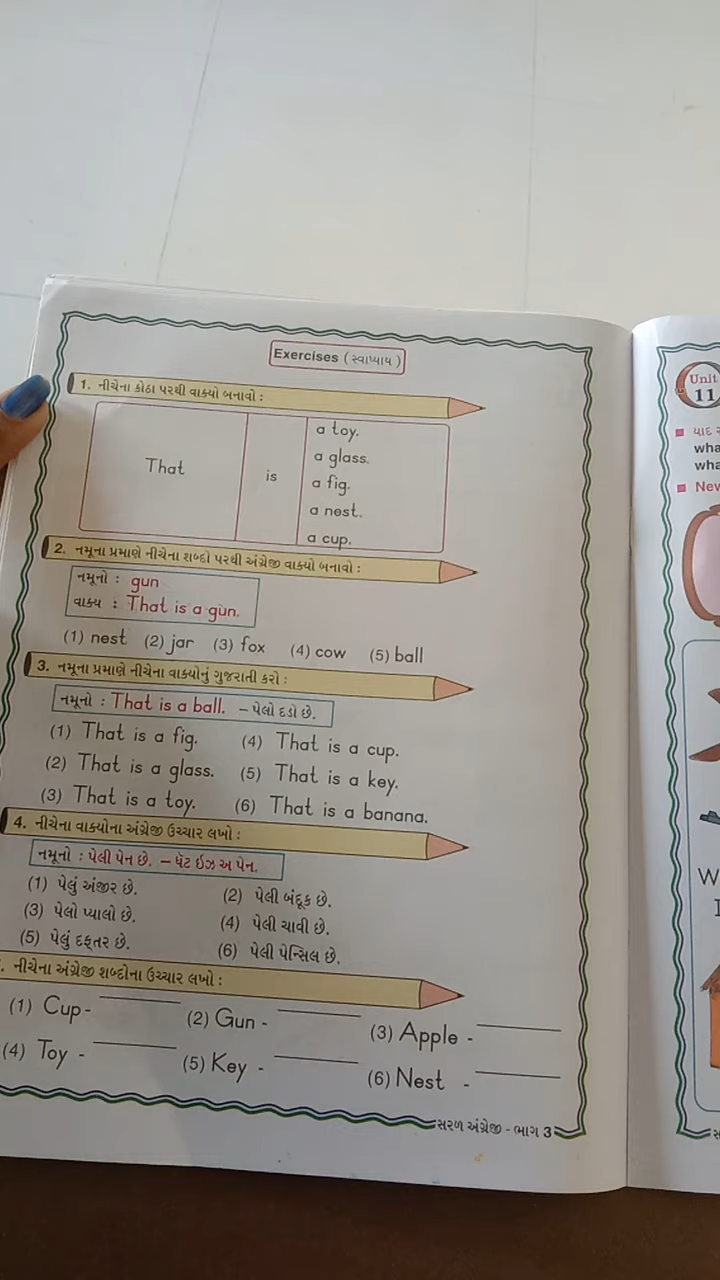 Exercises (સ્વાધ્યાય)
1. નીચેના કોઠા પરથી વાક્યો બનાવો :
That is
a toy.
a glass.
a fig.
a nest.
a cup.
2. નમૂના પ્રમાણે નીચેના શબ્દો પરથી અંગ્રેજી વાક્યો બનાવો :
નમૂનો : gun
વાક્ય : That is a gun.
(1) nest (2) jar (3) fox (4) cow (5) ball
3. નમૂના પ્રમાણે નીચેના વાક્યોનું ગુજરાતી કરો :
નમૂનો : That is a ball. – પેલો દડો છે.
(1) That is a fig. (4) That is a cup.
(2) That is a glass. (5) That is a key.
(3) That is a toy. (6) That is a banana.
4. નીચેના વાક્યોના અંગ્રેજી ઉચ્ચાર લખો :
નમૂનો : પેલી પેન છે. – ધૅટ ઇઝ અ પેન.
(1) પેલું અંજીર છે. (2) પેલી બંદૂક છે.
(3) પેલો પ્યાલો છે. (4) પેલી ચાવી છે.
(5) પેલું દફ્તર છે. (6) પેલી પેન્સિલ છે.
. નીચેના અંગ્રેજી શબ્દોના ઉચ્ચાર લખો :
(1) Cup - (2) Gun - (3) Apple -
(4) Toy - (5) Key - (6) Nest -
સરળ અંગ્રેજી - ભાગ 3
Unit
11
યાદ
wha
wha
New
W
I